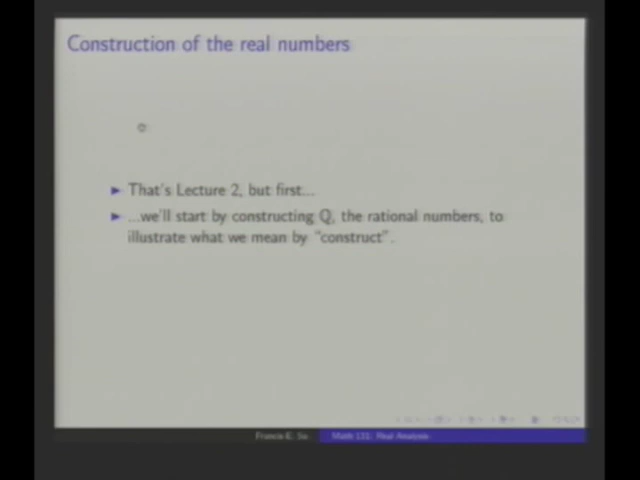 Construction of the real numbers
That's Lecture 2, but first...
...we'll start by constructing Q, the rational numbers, to
illustrate what we mean by "construct".
Francis E. Su
Math 131: Real Analysis